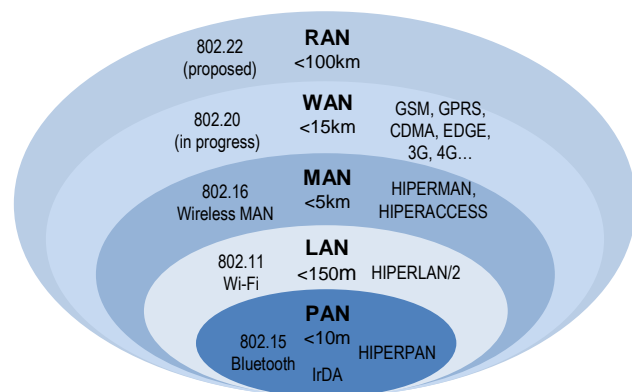 RAN
<100km
802.22
(proposed)
WAN
<15km
802.20
(in progress)
GSM, GPRS,
CDMA, EDGE,
3G, 4G…
MAN
<5km
802.16
Wireless MAN
HIPERMAN,
HIPERACCESS
LAN
<150m
802.11
Wi-Fi
HIPERLAN/2
PAN
<10m
802.15
Bluetooth
IrDA
HIPERPAN